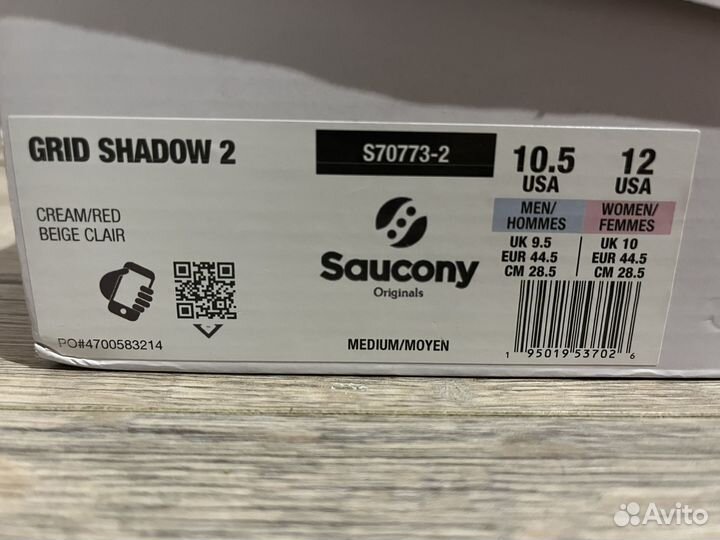 GRID SHADOW 2
CREAM/RED
BEIGE CLAIR
PO#4700583214
S70773-2
Saucony
Originals
MEDIUM/MOYEN
10.5
USA
MEN/
HOMMES
UK 9.5
EUR 44.5
CM 28.5
12
USA
WOMEN/
FEMMES
UK 10
EUR 44.5
CM 28.5
1 95019 53702 6
Avito